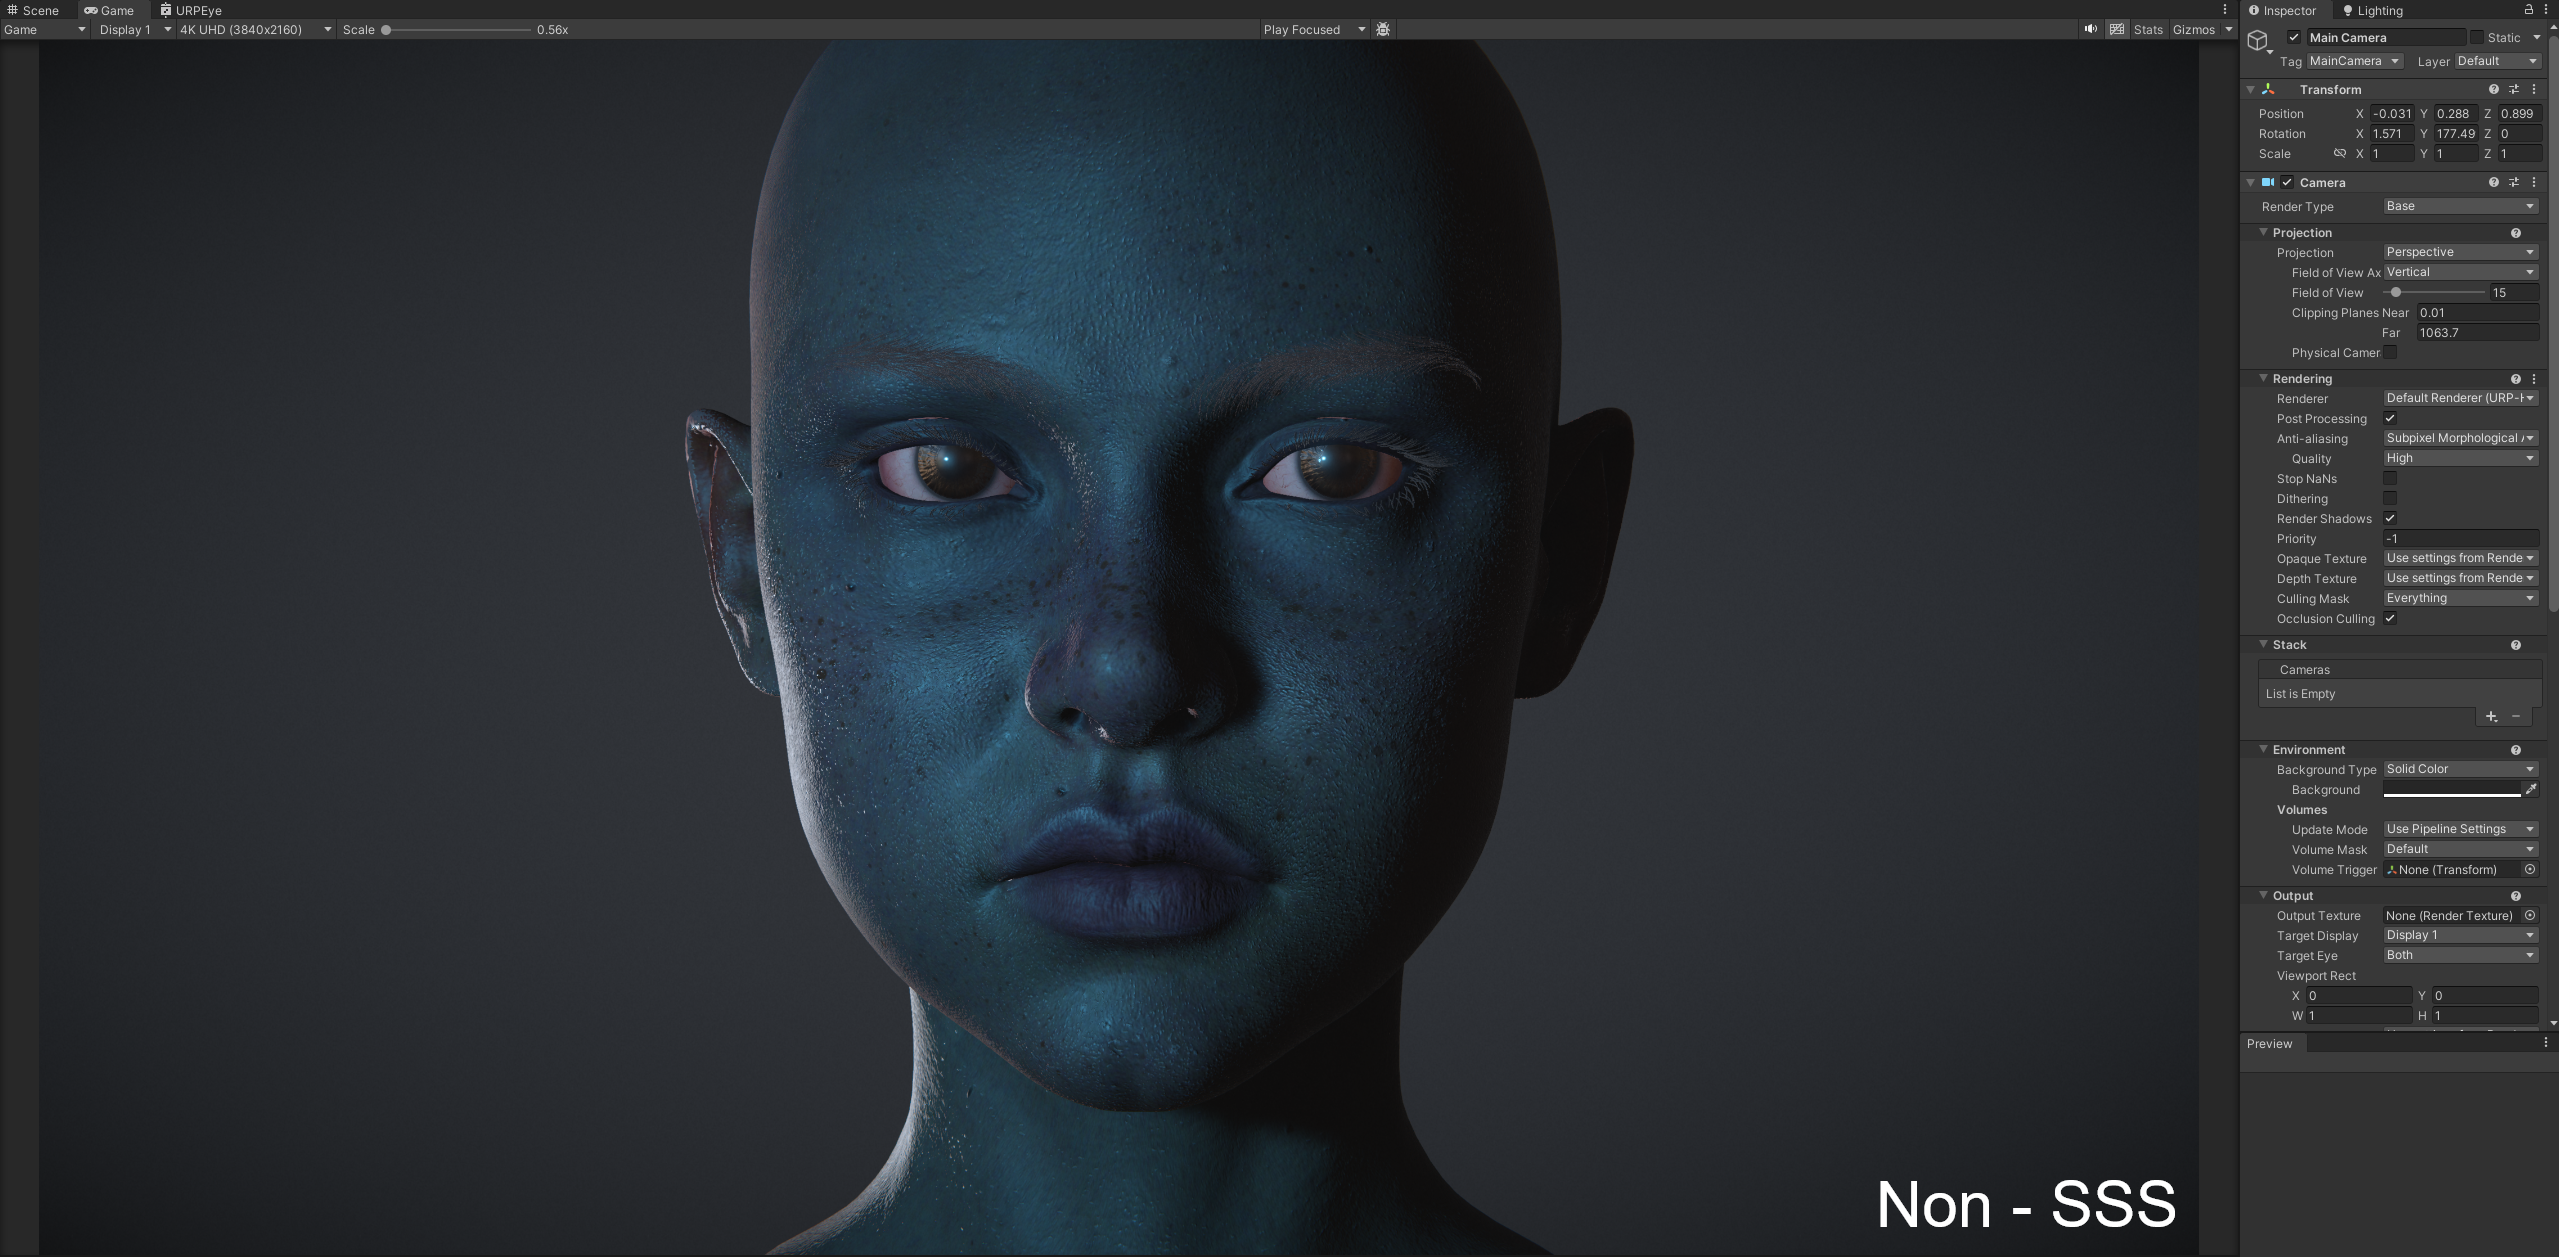 Scene Game URPEye
Game Display 1 4K UHD (3840x2160) Scale 0.56x Play Focused Stats Gizmos
Inspector Lighting
Main Camera Static
Tag MainCamera Layer Default
Transform
Position X -0.031 Y 0.288 Z 0.899
Rotation X 1.571 Y 177.49 Z 0
Scale X 1 Y 1 Z 1
Camera
Render Type Base
Projection
Projection Perspective
Field of View Ax Vertical
Field of View 15
Clipping Planes Near 0.01
Far 1063.7
Physical Camer
Rendering
Renderer Default Renderer (URP-H
Post Processing
Anti-aliasing Subpixel Morphological A
Quality High
Stop NaNs
Dithering
Render Shadows
Priority -1
Opaque Texture Use settings from Rende
Depth Texture Use settings from Rende
Culling Mask Everything
Occlusion Culling
Stack
Cameras
List is Empty
+ −
Environment
Background Type Solid Color
Background
Volumes
Update Mode Use Pipeline Settings
Volume Mask Default
Volume Trigger None (Transform)
Output
Output Texture None (Render Texture)
Target Display Display 1
Target Eye Both
Viewport Rect
X 0 Y 0
W 1 H 1
Preview
Non - SSS